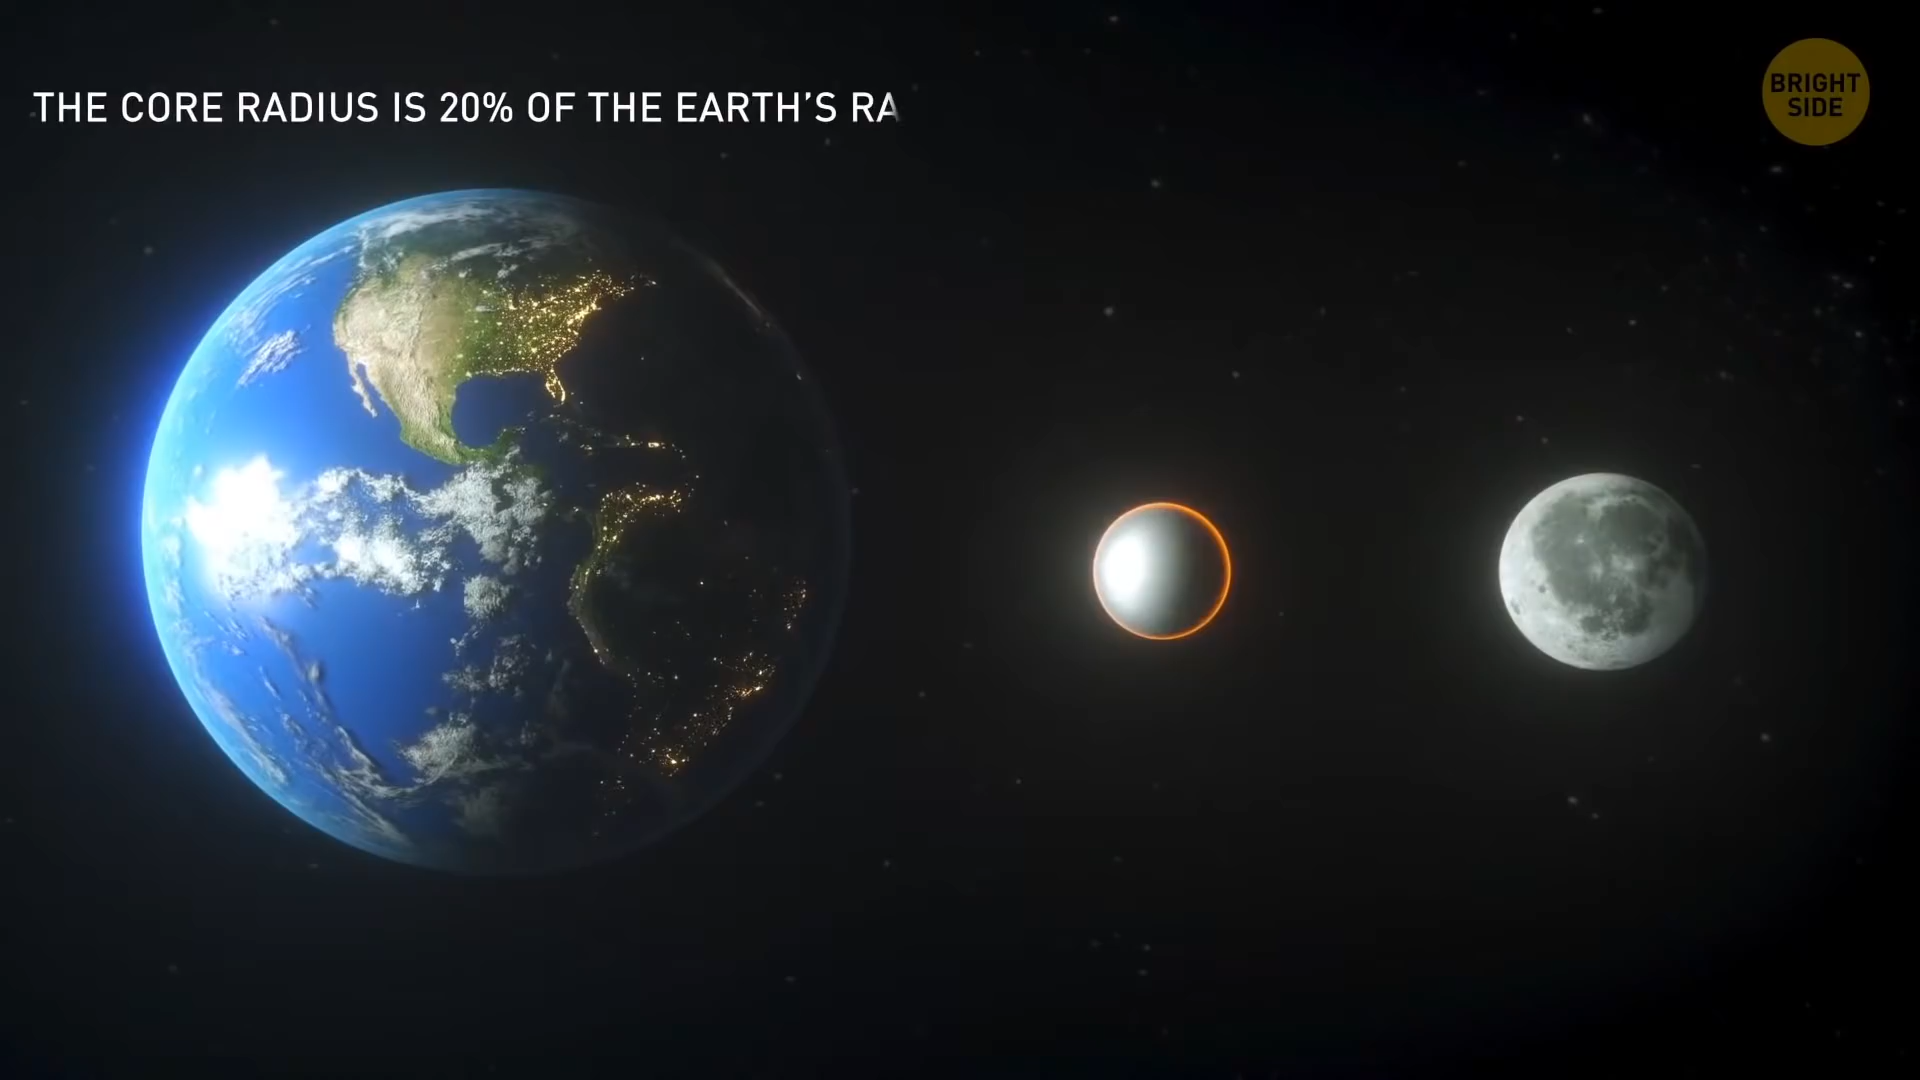 THE CORE RADIUS IS 20% OF THE EARTH'S RA
BRIGHT
SIDE